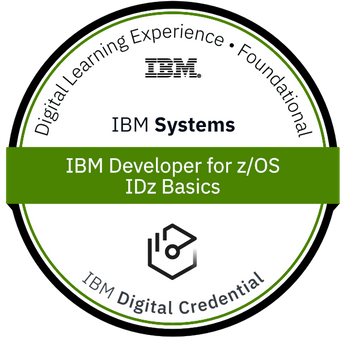 Digital Learning Experience • Foundational
IBM.
IBM Systems
IBM Developer for z/OS
IDz Basics
IBM Digital Credential